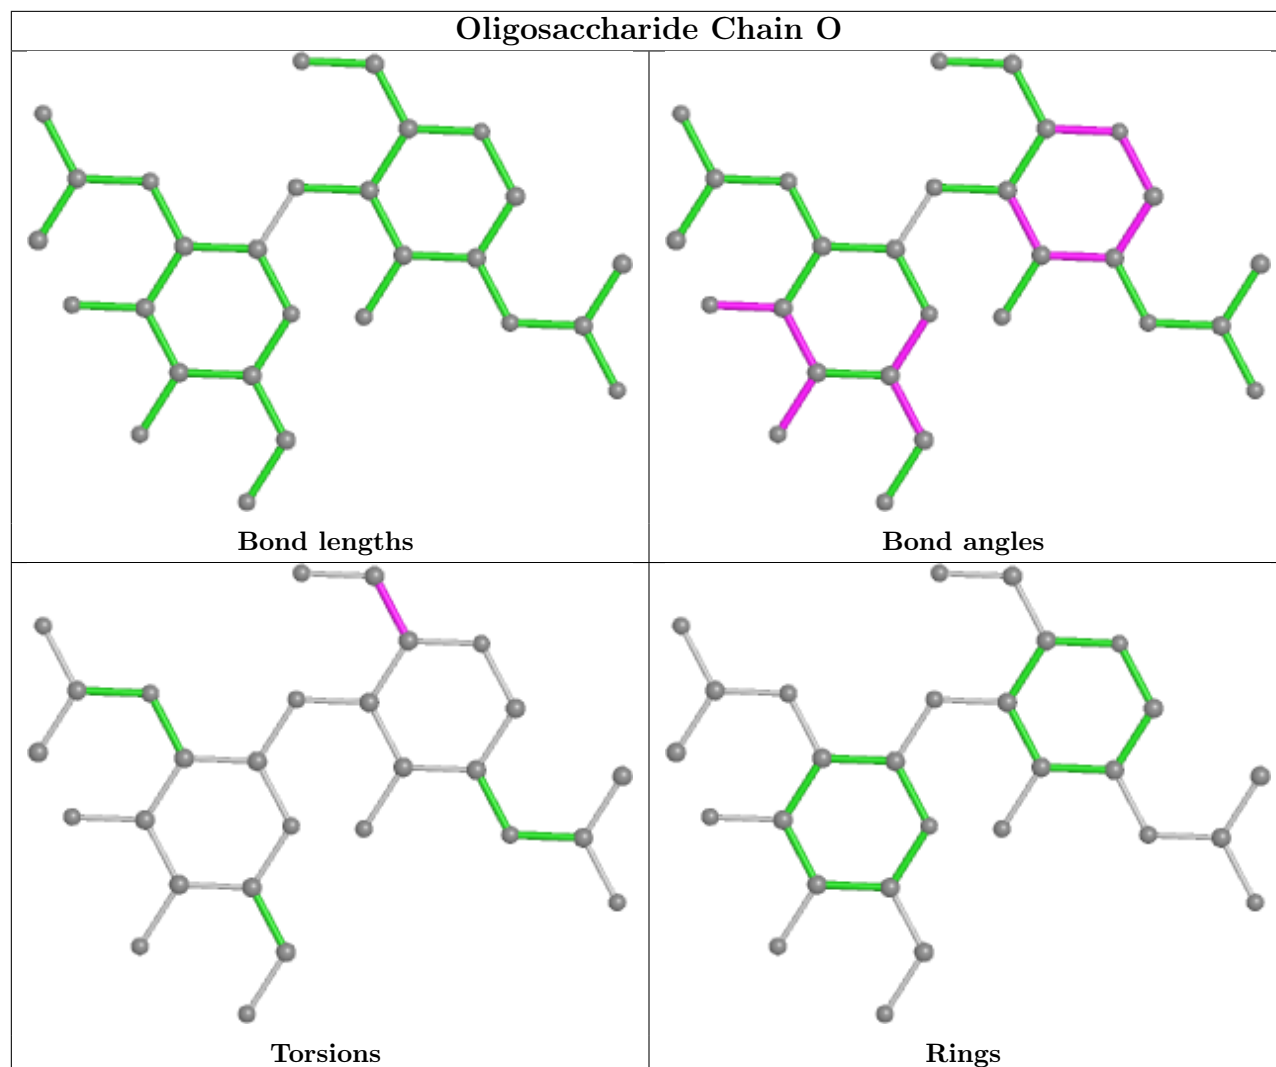 Oligosaccharide Chain O
Bond lengths
Bond angles
Torsions
Rings